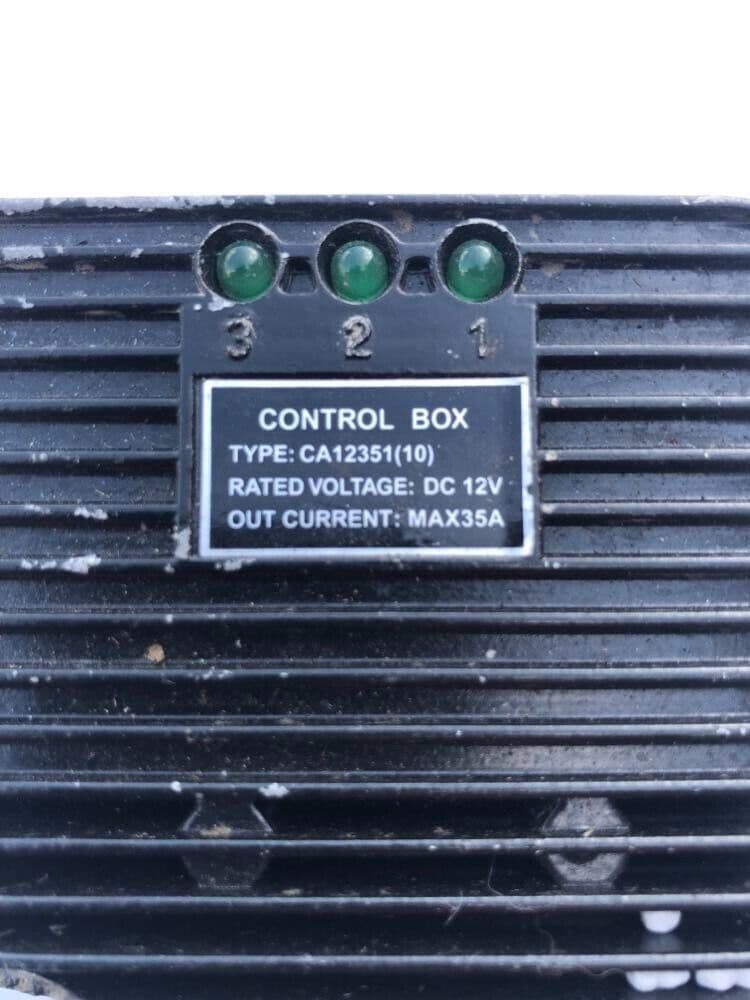 3 2 1
CONTROL BOX
TYPE: CA12351(10)
RATED VOLTAGE: DC 12V
OUT CURRENT: MAX35A